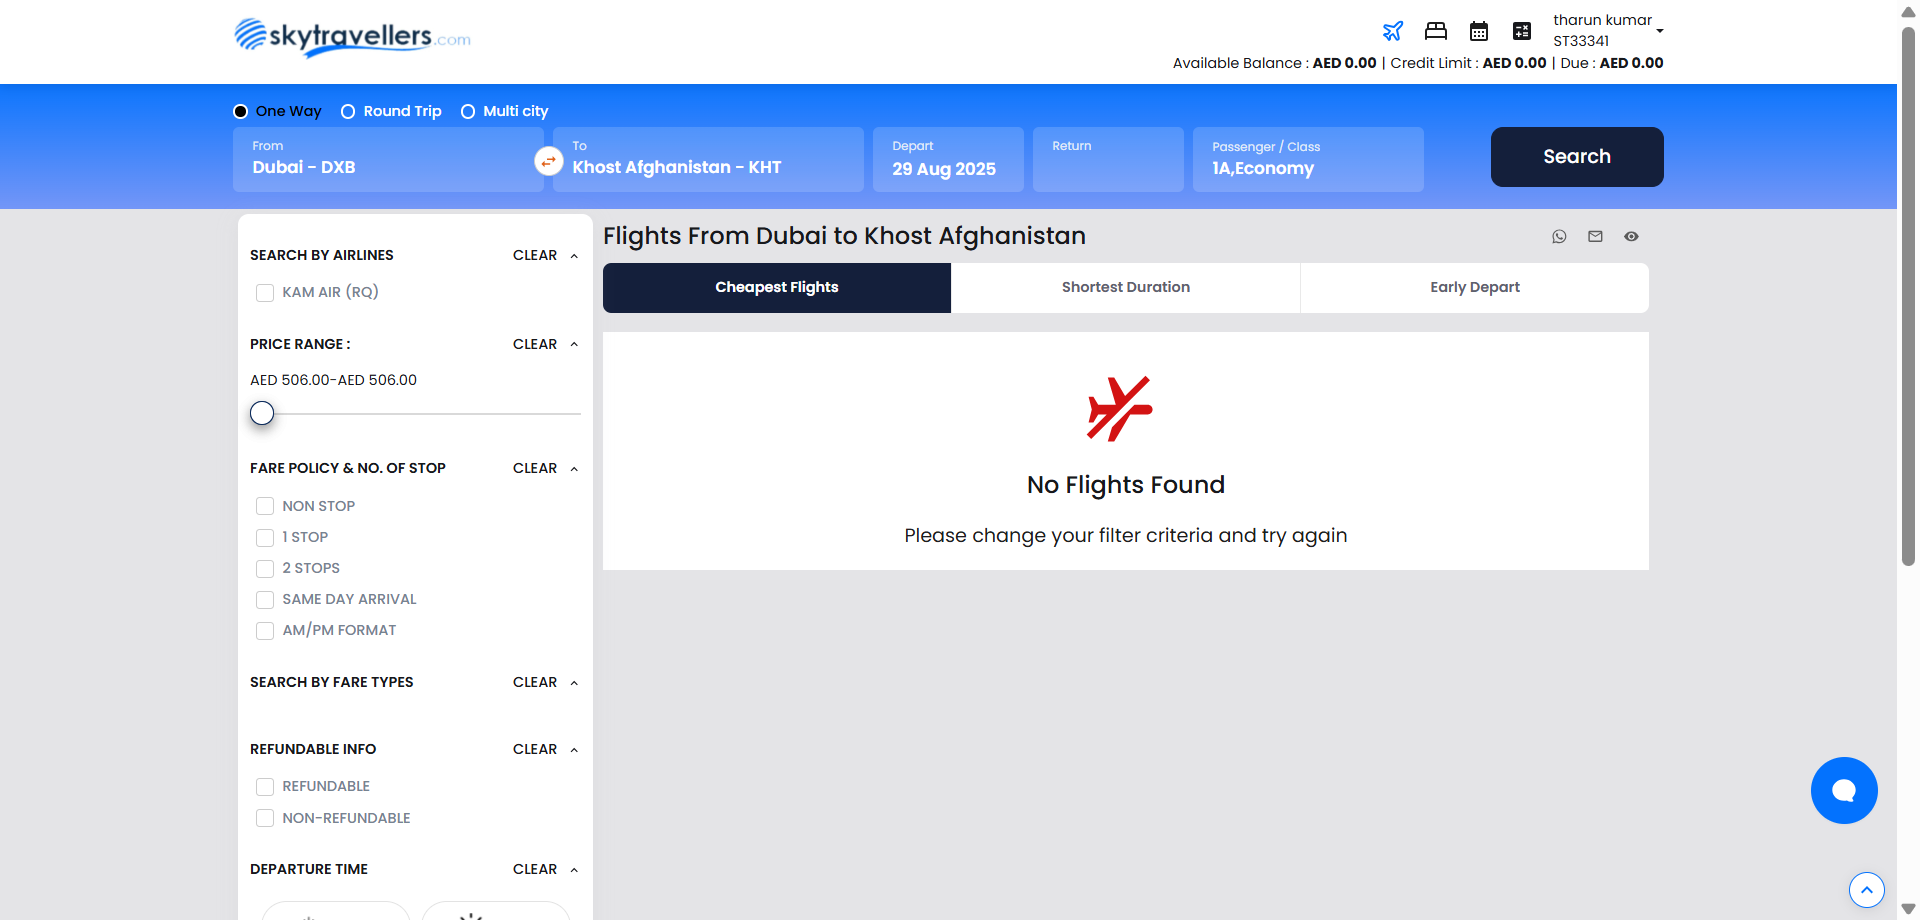 skytravellers.com
tharun kumar
ST33341
Available Balance : AED 0.00 | Credit Limit : AED 0.00 | Due : AED 0.00
One Way Round Trip Multi city
From
Dubai - DXB
To
Khost Afghanistan - KHT
Depart
29 Aug 2025
Return
Passenger / Class
1A,Economy
Search
SEARCH BY AIRLINES CLEAR
KAM AIR (RQ)
PRICE RANGE : CLEAR
AED 506.00-AED 506.00
FARE POLICY & NO. OF STOP CLEAR
NON STOP
1 STOP
2 STOPS
SAME DAY ARRIVAL
AM/PM FORMAT
SEARCH BY FARE TYPES CLEAR
REFUNDABLE INFO CLEAR
REFUNDABLE
NON-REFUNDABLE
DEPARTURE TIME CLEAR
Flights From Dubai to Khost Afghanistan
Cheapest Flights Shortest Duration Early Depart
No Flights Found
Please change your filter criteria and try again